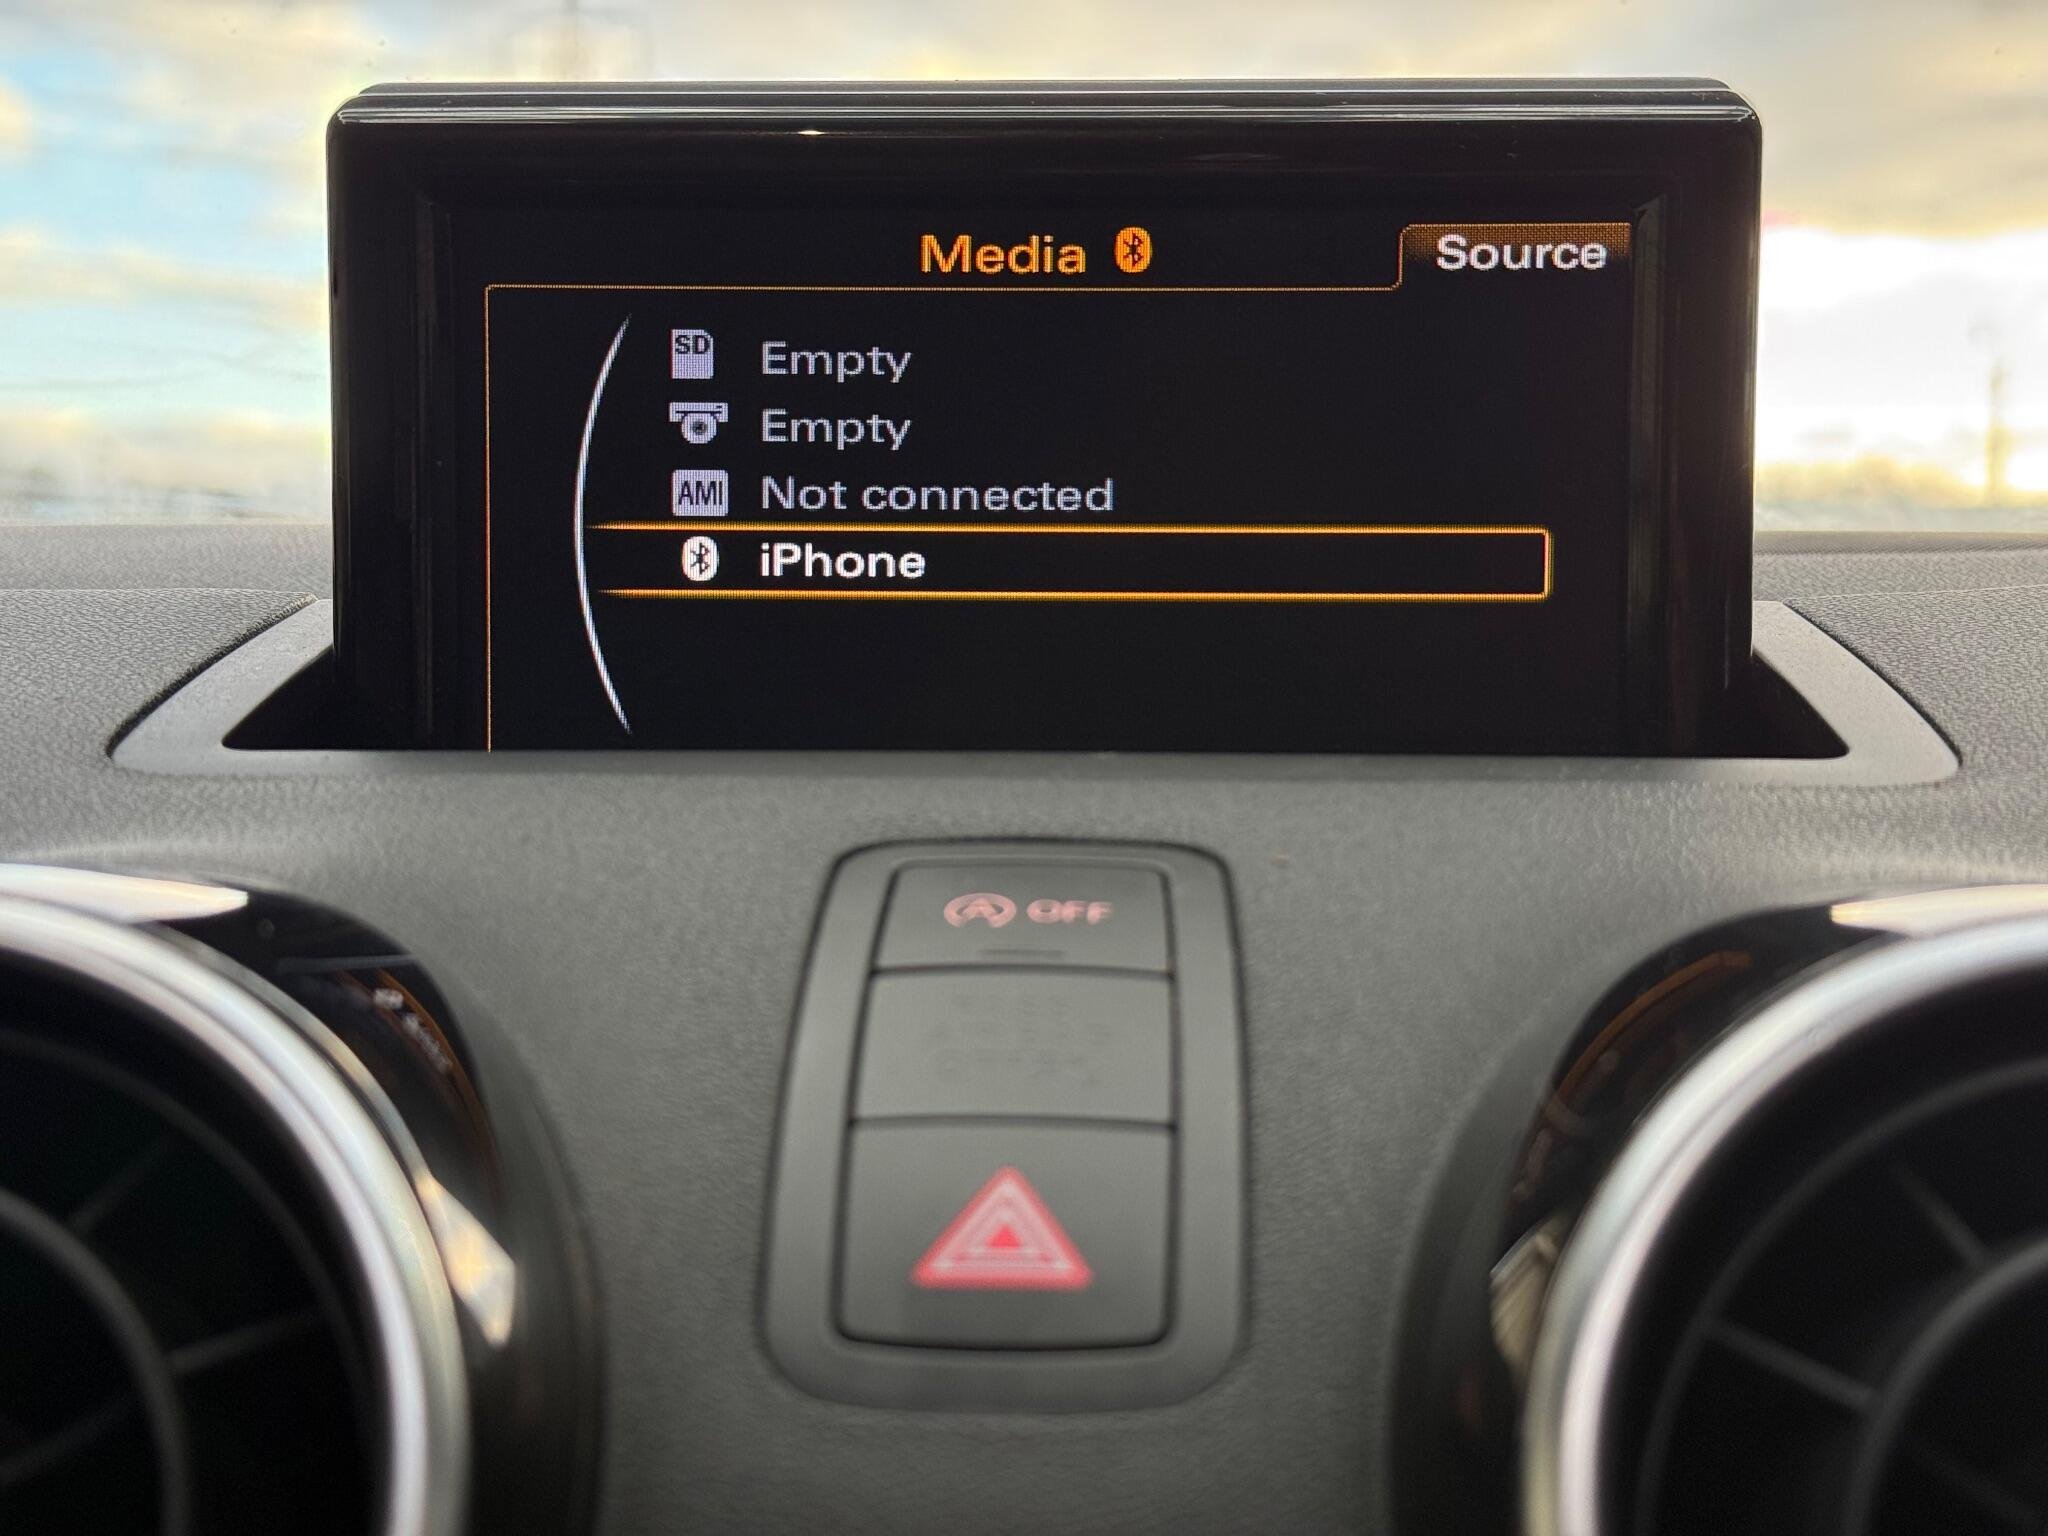 Media
Source
SD Empty
Empty
AMI Not connected
iPhone
A OFF